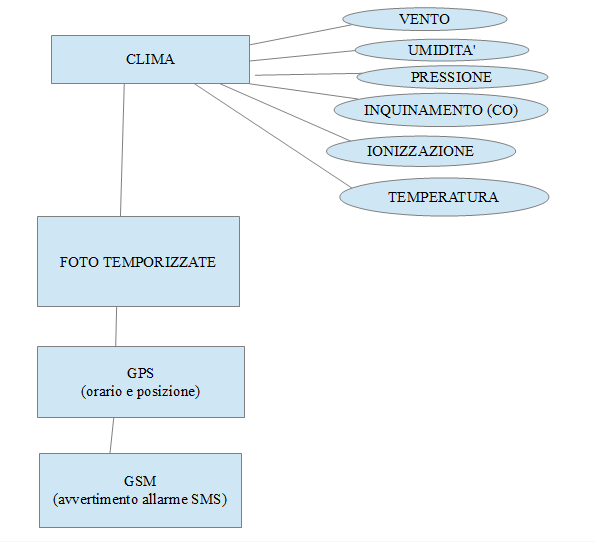 VENTO
CLIMA
UMIDITA'
PRESSIONE
INQUINAMENTO (CO)
IONIZZAZIONE
TEMPERATURA
FOTO TEMPORIZZATE
GPS
(orario e posizione)
GSM
(avvertimento allarme SMS)